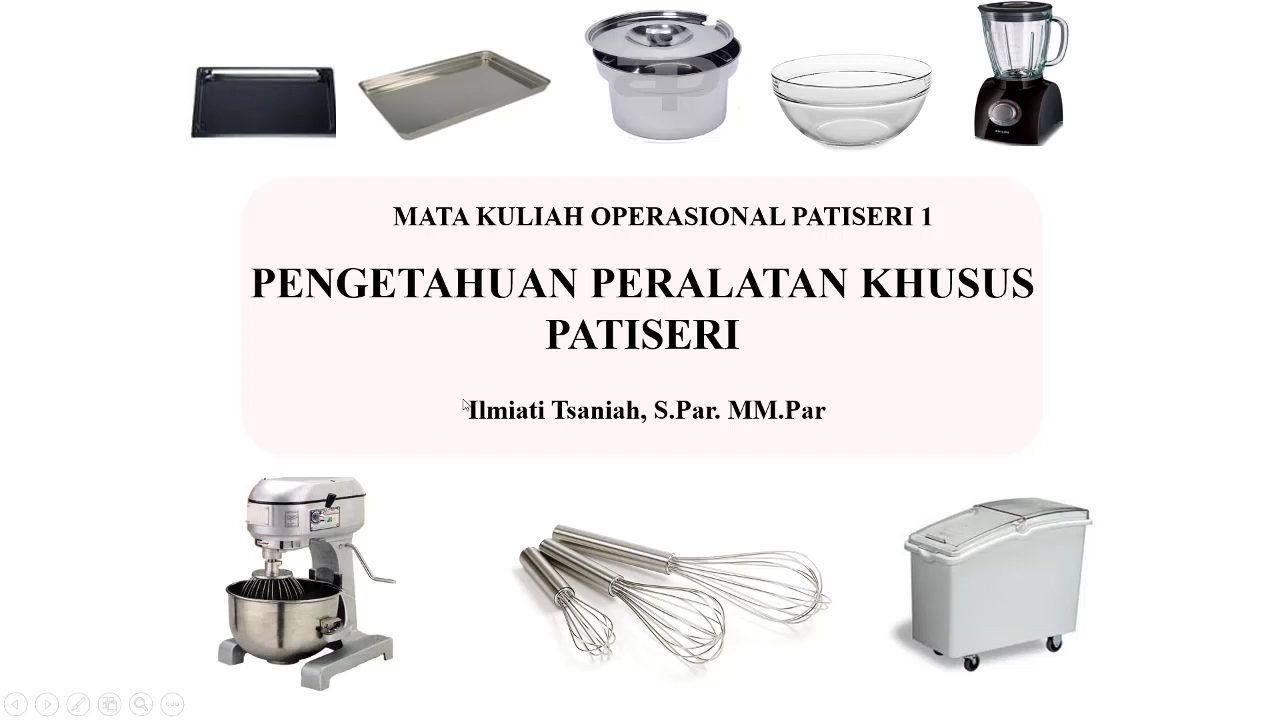 MATA KULIAH OPERASIONAL PATISERI 1
PENGETAHUAN PERALATAN KHUSUS
PATISERI
Ilmiati Tsaniah, S.Par. MM.Par